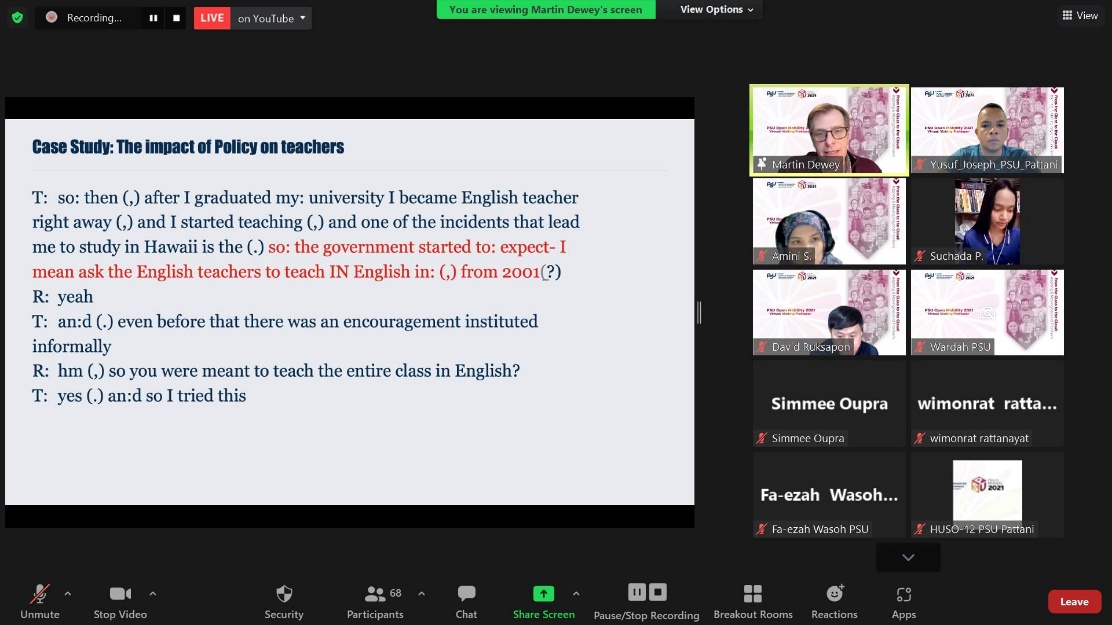 Recording...
LIVE on YouTube
You are viewing Martin Dewey's screen
View Options
View
Case Study: The impact of Policy on teachers
T: so: then (,) after I graduated my: university I became English teacher
right away (,) and I started teaching (,) and one of the incidents that lead
me to study in Hawaii is the (.) so: the government started to: expect- I
mean ask the English teachers to teach IN English in: (,) from 2001(?)
R: yeah
T: an:d (.) even before that there was an encouragement instituted
informally
R: hm (,) so you were meant to teach the entire class in English?
T: yes (.) an:d so I tried this
Martin Dewey
Yusuf_Joseph_PSU_Pattani
Amini S.
Suchada P.
David Ruksapon
Wardah PSU
Simmee Oupra
Simmee Oupra
wimonrat ratta...
wimonrat rattanayat
Fa-ezah Wasoh...
Fa-ezah Wasoh PSU
2021
HUSO-12 PSU Pattani
Unmute
Stop Video
Security
Participants
68
Chat
Share Screen
Pause/Stop Recording
Breakout Rooms
Reactions
Apps
Leave